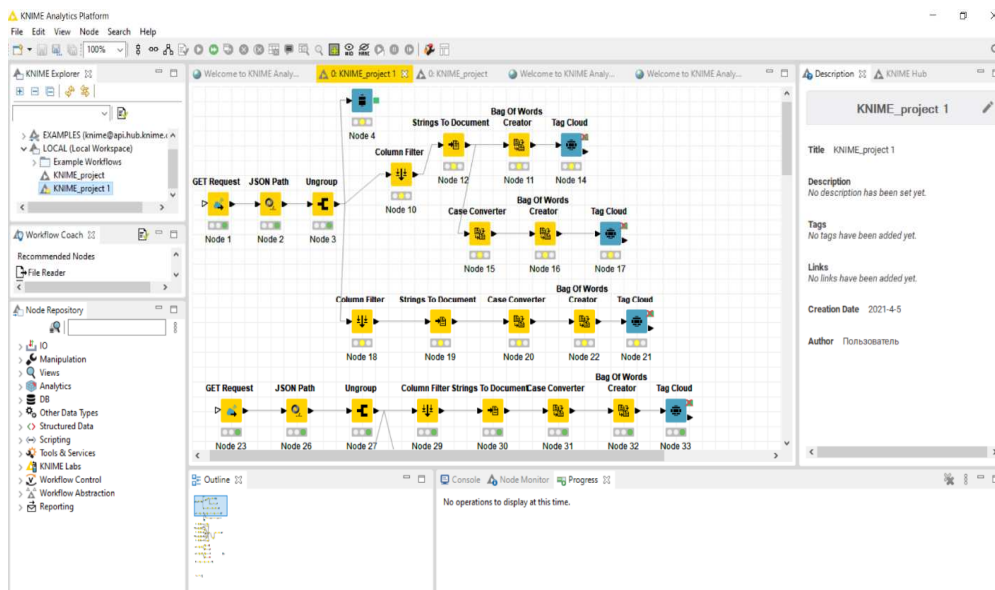 KNIME Analytics Platform
File Edit View Node Search Help
100%
KNIME Explorer
EXAMPLES (knime@api.hub.knime.c
LOCAL (Local Workspace)
Example Workflows
KNIME_project
KNIME_project 1
Workflow Coach
Recommended Nodes
File Reader
Node Repository
IO
Manipulation
Views
Analytics
DB
Other Data Types
Structured Data
Scripting
Tools & Services
KNIME Labs
Workflow Control
Workflow Abstraction
Reporting
Welcome to KNIME Analy... 0: KNIME_project 1 0: KNIME_project Welcome to KNIME Analy... Welcome to KNIME Analy...
Node 4
Strings To Document
Bag Of Words
Creator
Tag Cloud
Column Filter
Node 12 Node 11 Node 14
GET Request JSON Path Ungroup
Node 10
Node 1 Node 2 Node 3
Case Converter
Bag Of Words
Creator
Tag Cloud
Node 15 Node 16 Node 17
Column Filter Strings To Document Case Converter
Bag Of Words
Creator
Tag Cloud
Node 18 Node 19 Node 20 Node 22 Node 21
GET Request JSON Path Ungroup Column Filter Strings To Document Case Converter
Bag Of Words
Creator
Tag Cloud
Node 23 Node 26 Node 27 Node 29 Node 30 Node 31 Node 32 Node 33
Description KNIME Hub
KNIME_project 1
Title KNIME_project 1
Description
No description has been set yet.
Tags
No tags have been added yet.
Links
No links have been added yet.
Creation Date 2021-4-5
Author Пользователь
Outline
Console Node Monitor Progress
No operations to display at this time.